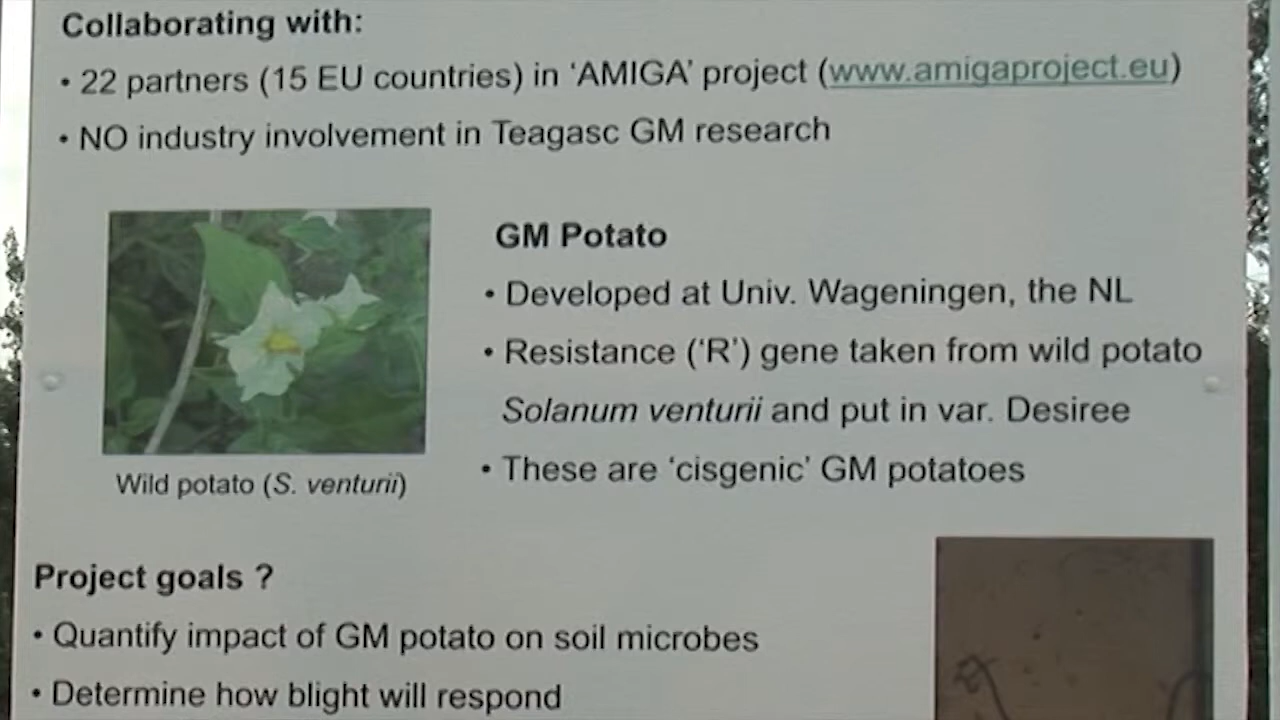 Collaborating with:
• 22 partners (15 EU countries) in ‘AMIGA’ project (www.amigaproject.eu)
• NO industry involvement in Teagasc GM research
GM Potato
• Developed at Univ. Wageningen, the NL
• Resistance (‘R’) gene taken from wild potato
Solanum venturii and put in var. Desiree
• These are ‘cisgenic’ GM potatoes
Wild potato (S. venturii)
Project goals ?
• Quantify impact of GM potato on soil microbes
• Determine how blight will respond